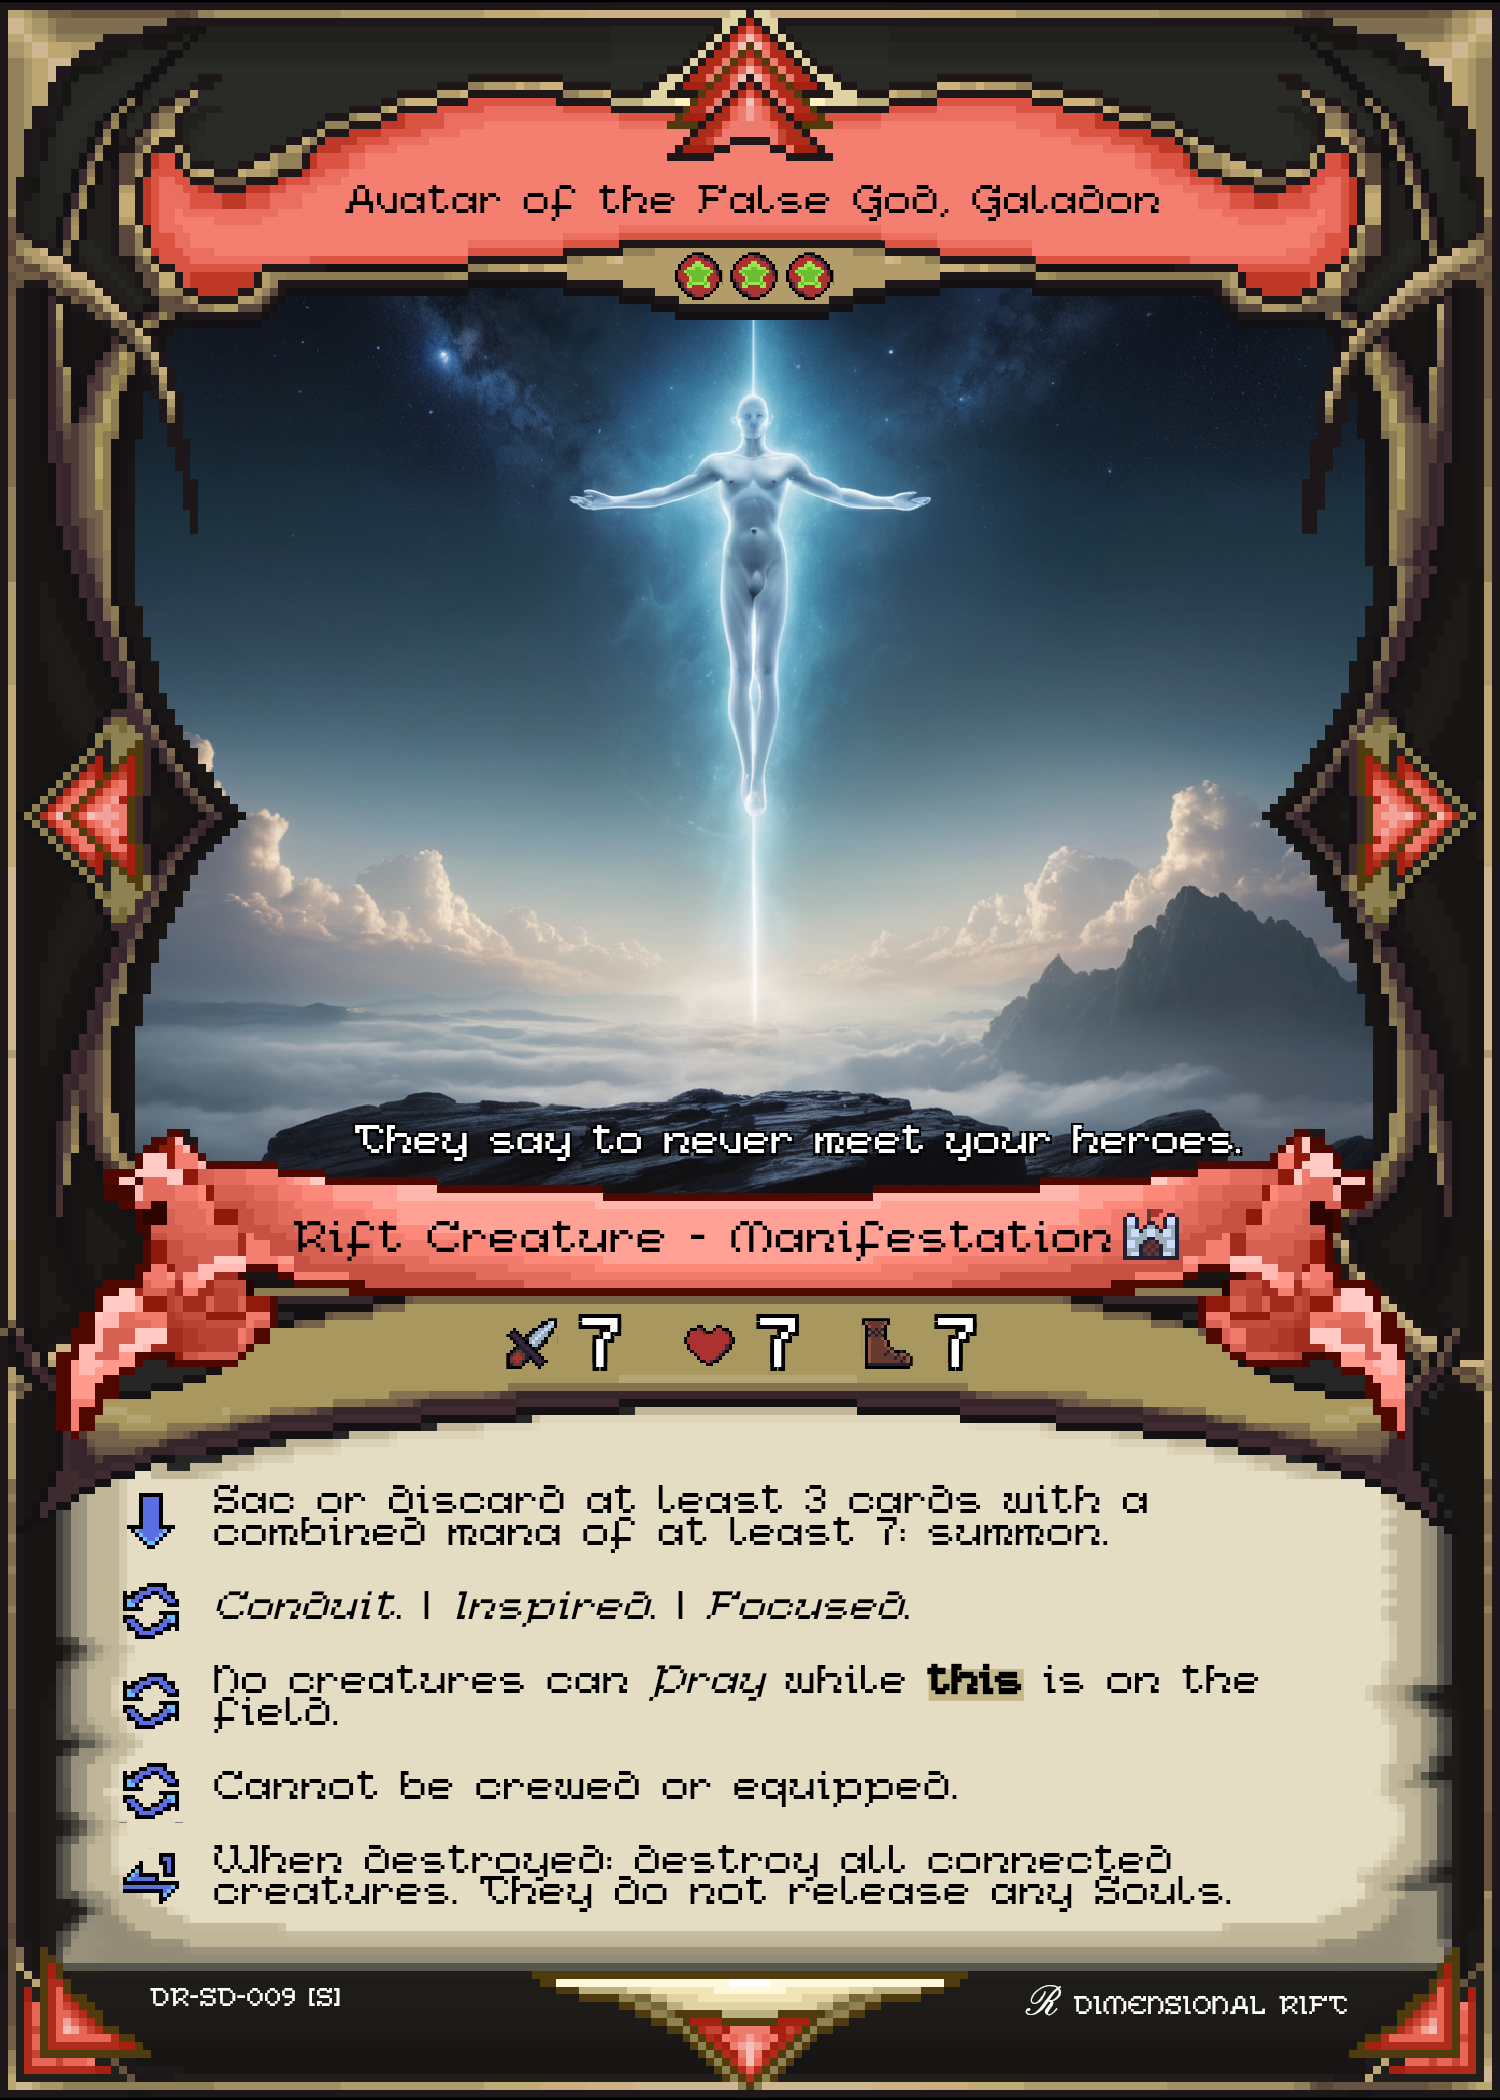 Avatar of the False God, Galadon
They say to never meet your heroes.
Rift Creature - Manifestation
7 7 7
Sac or discard at least 3 cards with a
combined mana of at least 7: summon.
Conduit. | Inspired. | Focused.
No creatures can Pray while this is on the
field.
Cannot be crewed or equipped.
When destroyed: destroy all connected
creatures. They do not release any Souls.
DR-SD-009 [S]
R DIMENSIONAL RIFT